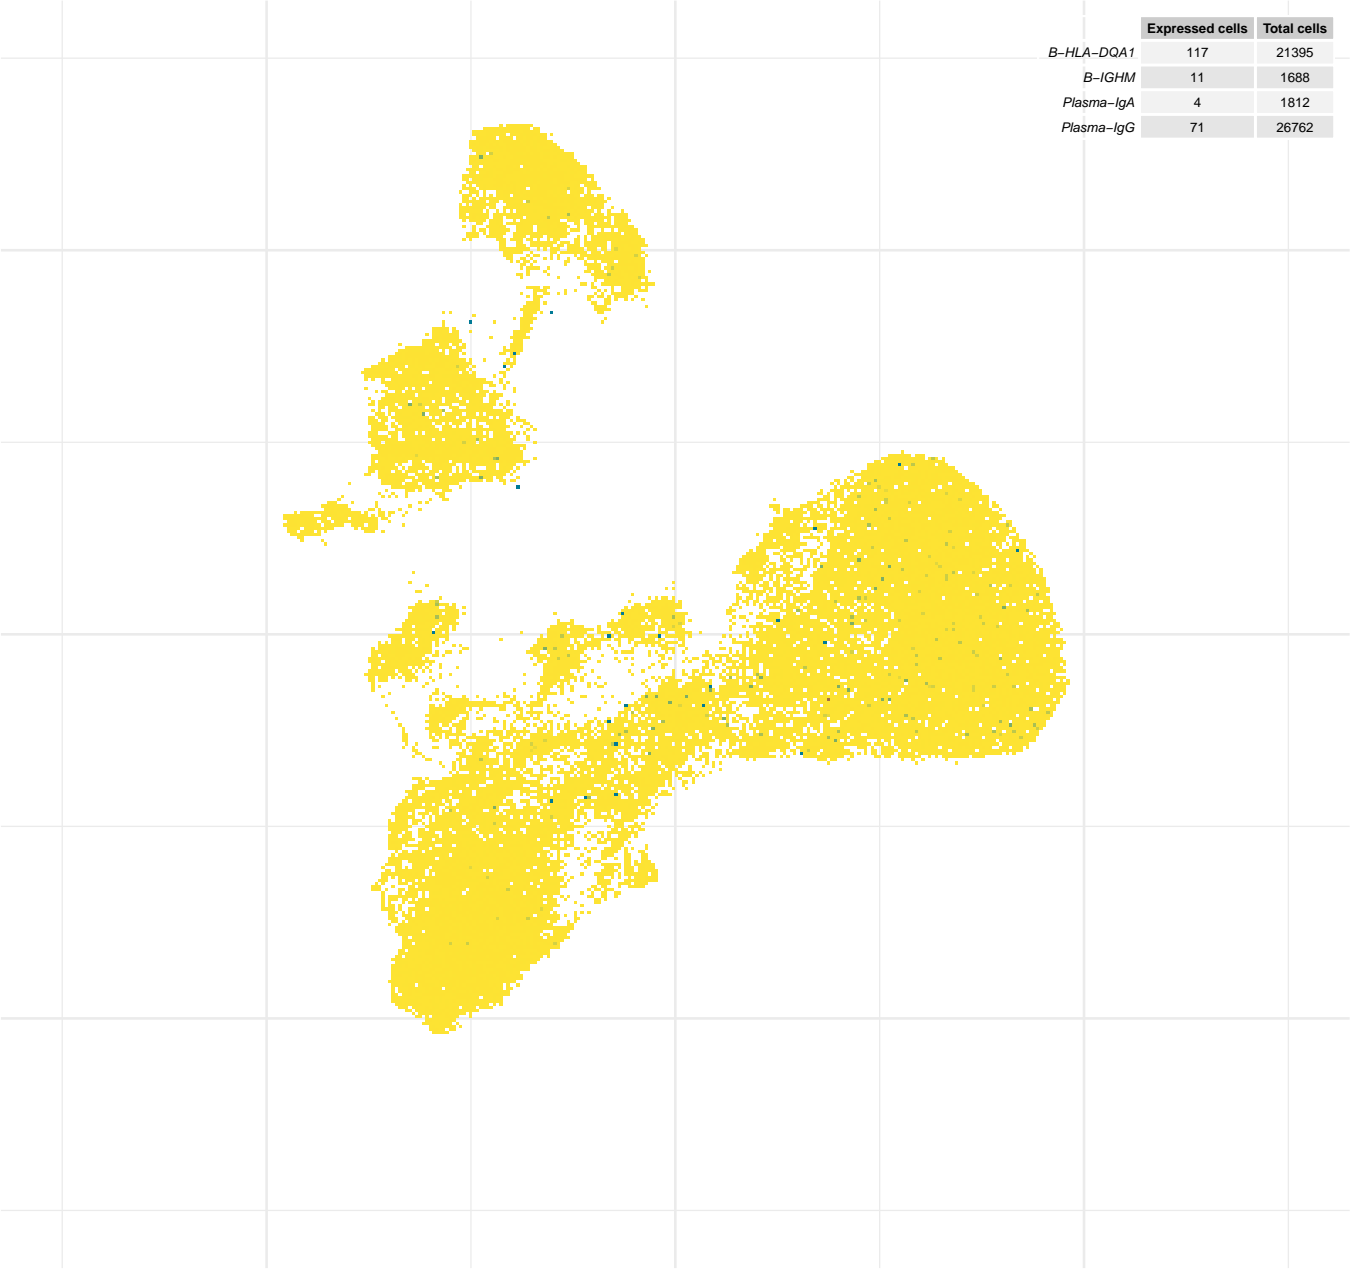 Expressed cells Total cells
B−HLA−DQA1 117 21395
B−IGHM 11 1688
Plasma−IgA 4 1812
Plasma−IgG 71 26762